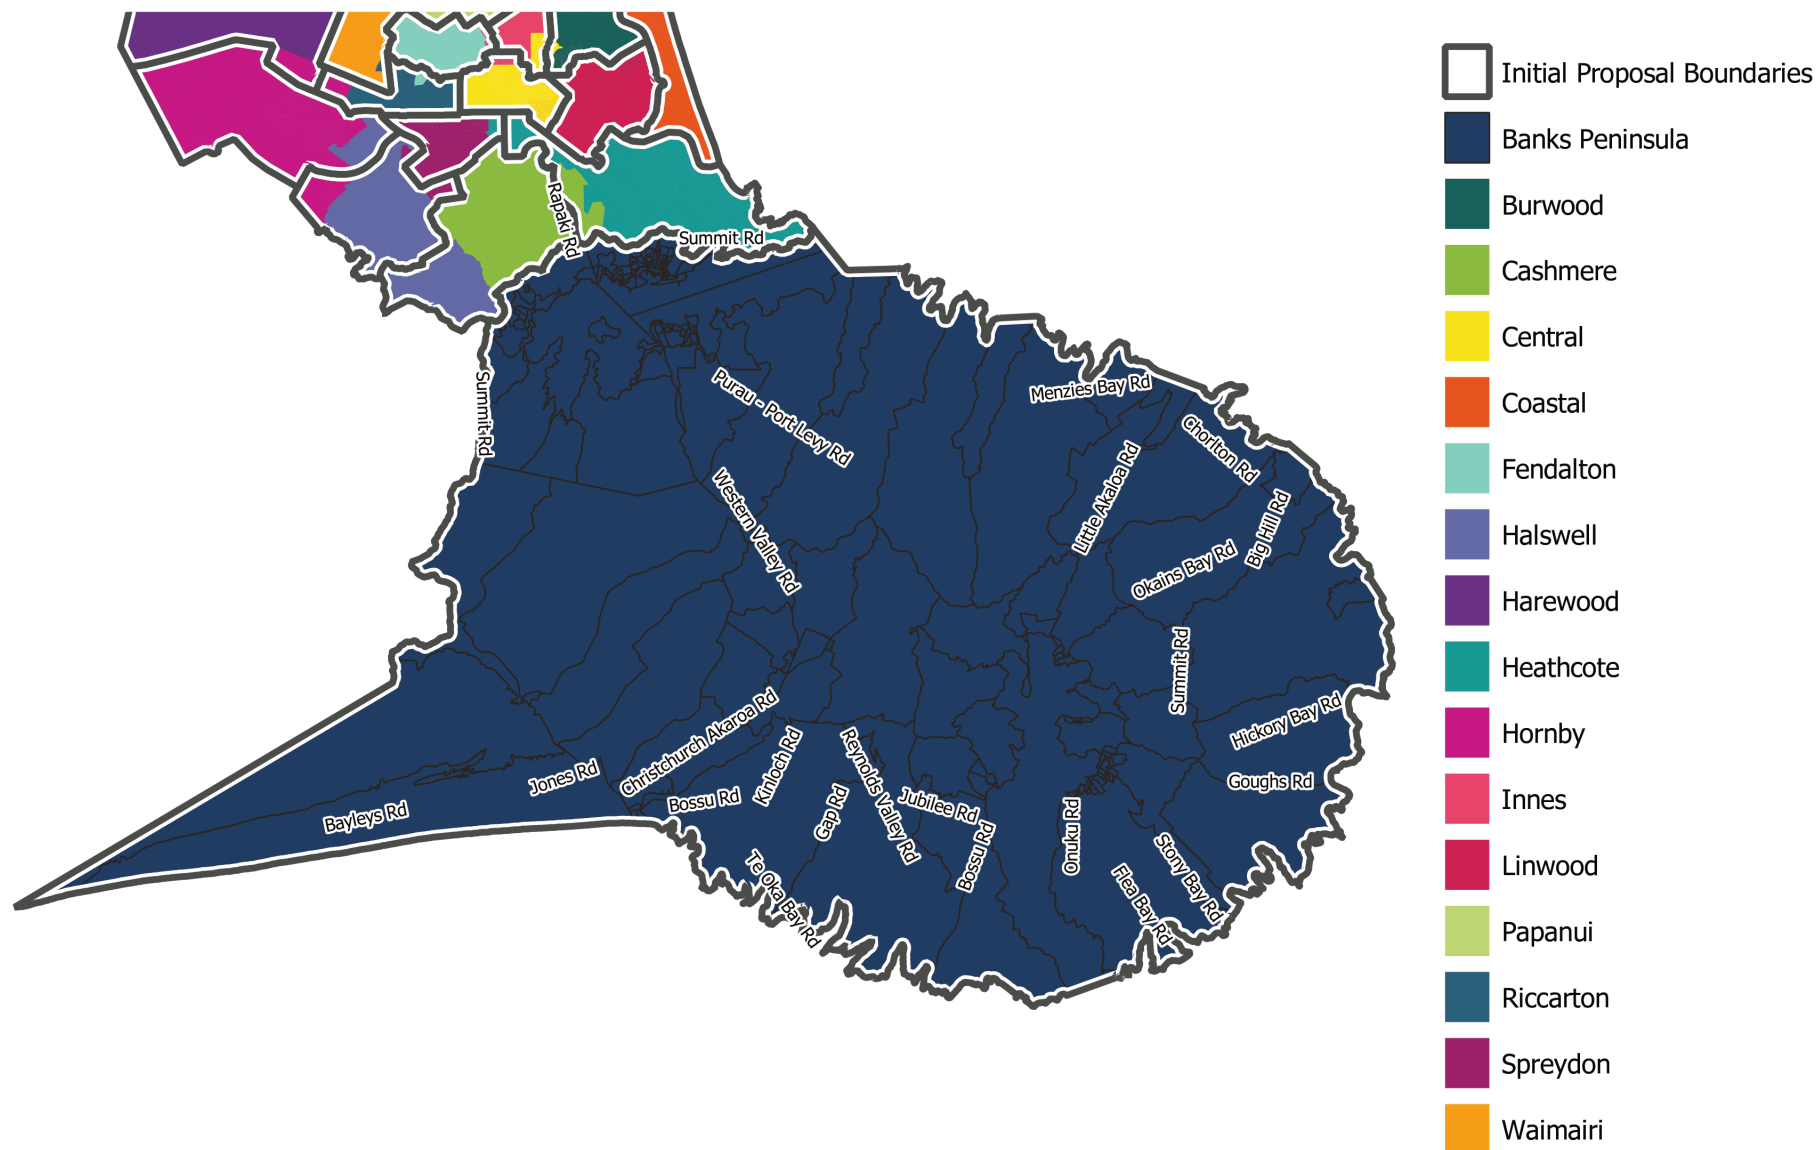 Rapaki Rd
Summit Rd
Summit Rd
Purau - Port Levy Rd
Menzies Bay Rd
Chorlton Rd
Little Akaloa Rd
Western Valley Rd
Big Hill Rd
Okains Bay Rd
Summit Rd
Hickory Bay Rd
Christchurch Akaroa Rd
Kinloch Rd
Reynolds Valley Rd
Jones Rd
Goughs Rd
Bossu Rd
Gap Rd
Jubilee Rd
Bayleys Rd
Bossu Rd
Onuku Rd
Stony Bay Rd
Flea Bay Rd
Te Oka Bay Rd
Initial Proposal Boundaries
Banks Peninsula
Burwood
Cashmere
Central
Coastal
Fendalton
Halswell
Harewood
Heathcote
Hornby
Innes
Linwood
Papanui
Riccarton
Spreydon
Waimairi